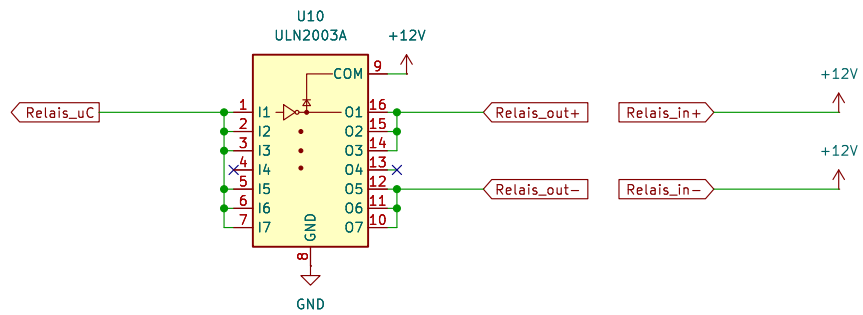 U10
ULN2003A
+12V
9
COM
+12V
Relais_uC
1
I1
O1
16
Relais_out+
Relais_in+
2
I2
O2
15
3
I3
O3
14
+12V
4
I4
O4
13
5
I5
O5
12
Relais_out-
Relais_in-
6
I6
O6
11
7
I7
GND
O7
10
8
GND